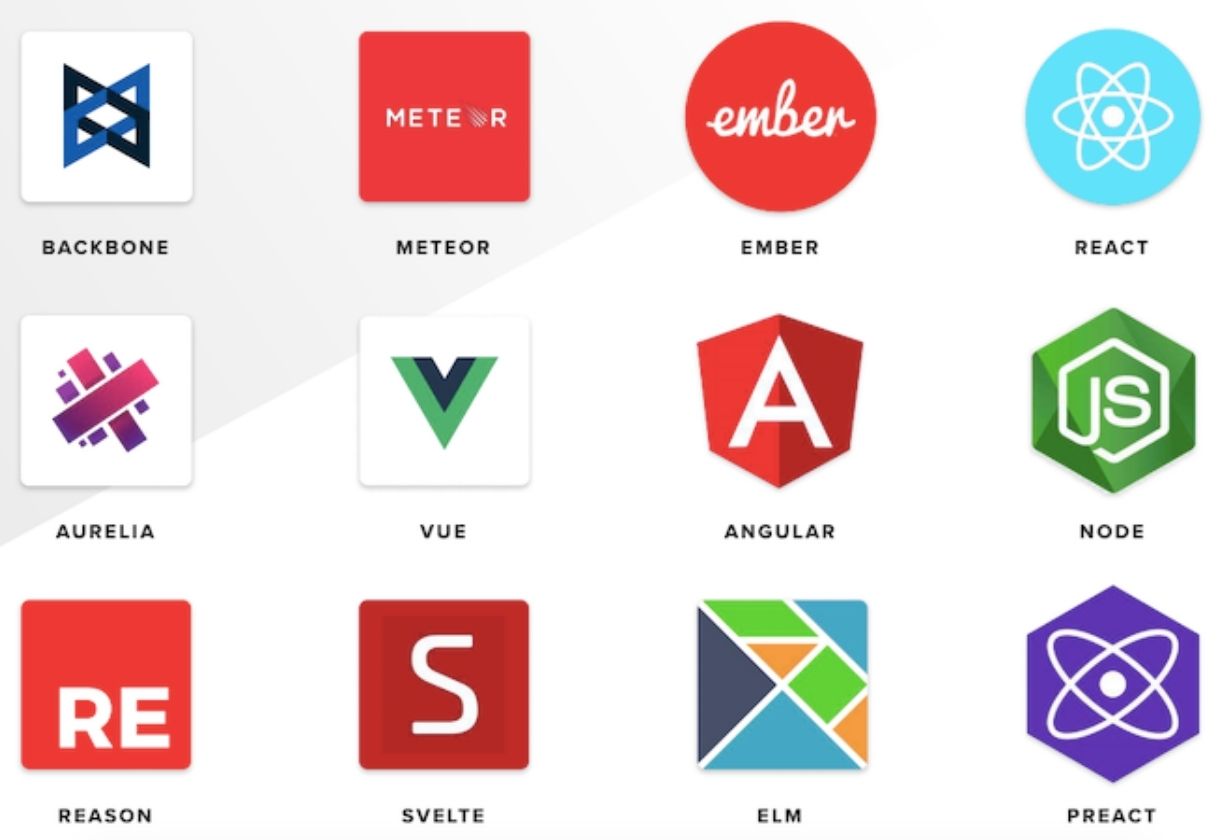 METEOR
ember
BACKBONE
METEOR
EMBER
REACT
A
JS
AURELIA
VUE
ANGULAR
NODE
RE
S
REASON
SVELTE
ELM
PREACT